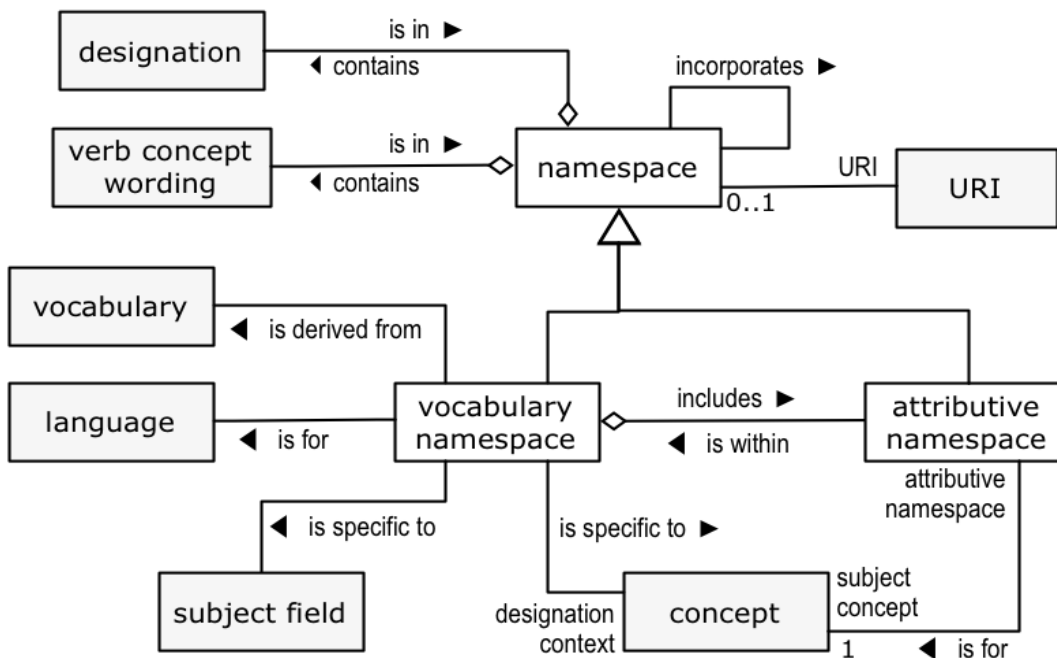 designation
is in ►
◄ contains
incorporates ►
verb concept
wording
is in ►
◄ contains
namespace
URI
0..1
URI
vocabulary
◄ is derived from
language
◄ is for
vocabulary
namespace
includes ►
◄ is within
attributive
namespace
attributive
namespace
◄ is specific to
is specific to ►
subject field
designation
context
concept
subject
concept
1
◄ is for